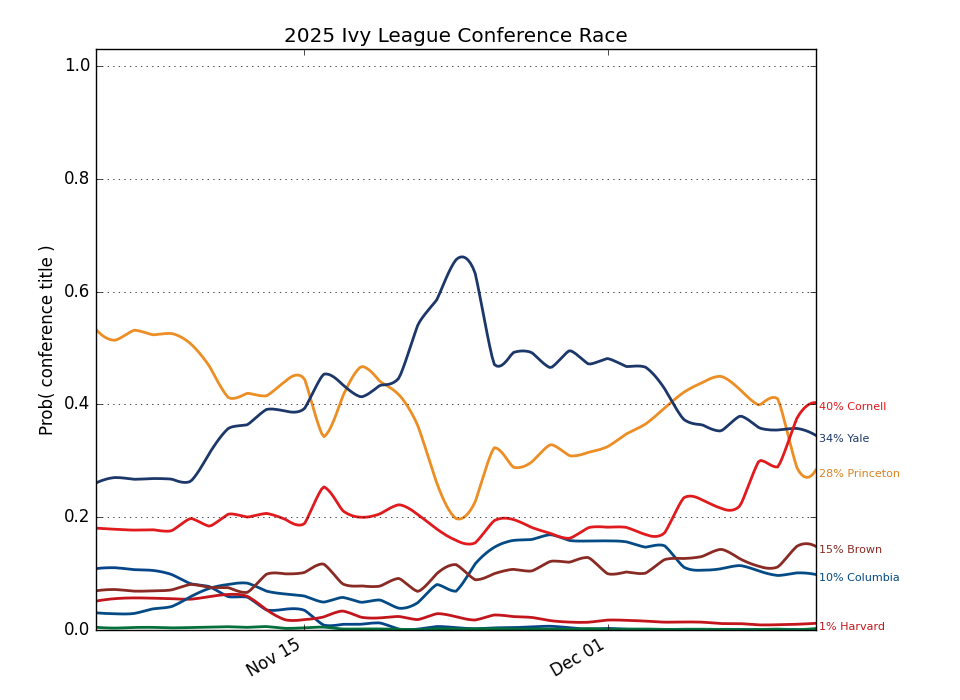 2025 Ivy League Conference Race
1.0
0.8
0.6
0.4
0.2
0.0
Prob( conference title )
40% Cornell
34% Yale
28% Princeton
15% Brown
10% Columbia
1% Harvard
Nov 15
Dec 01